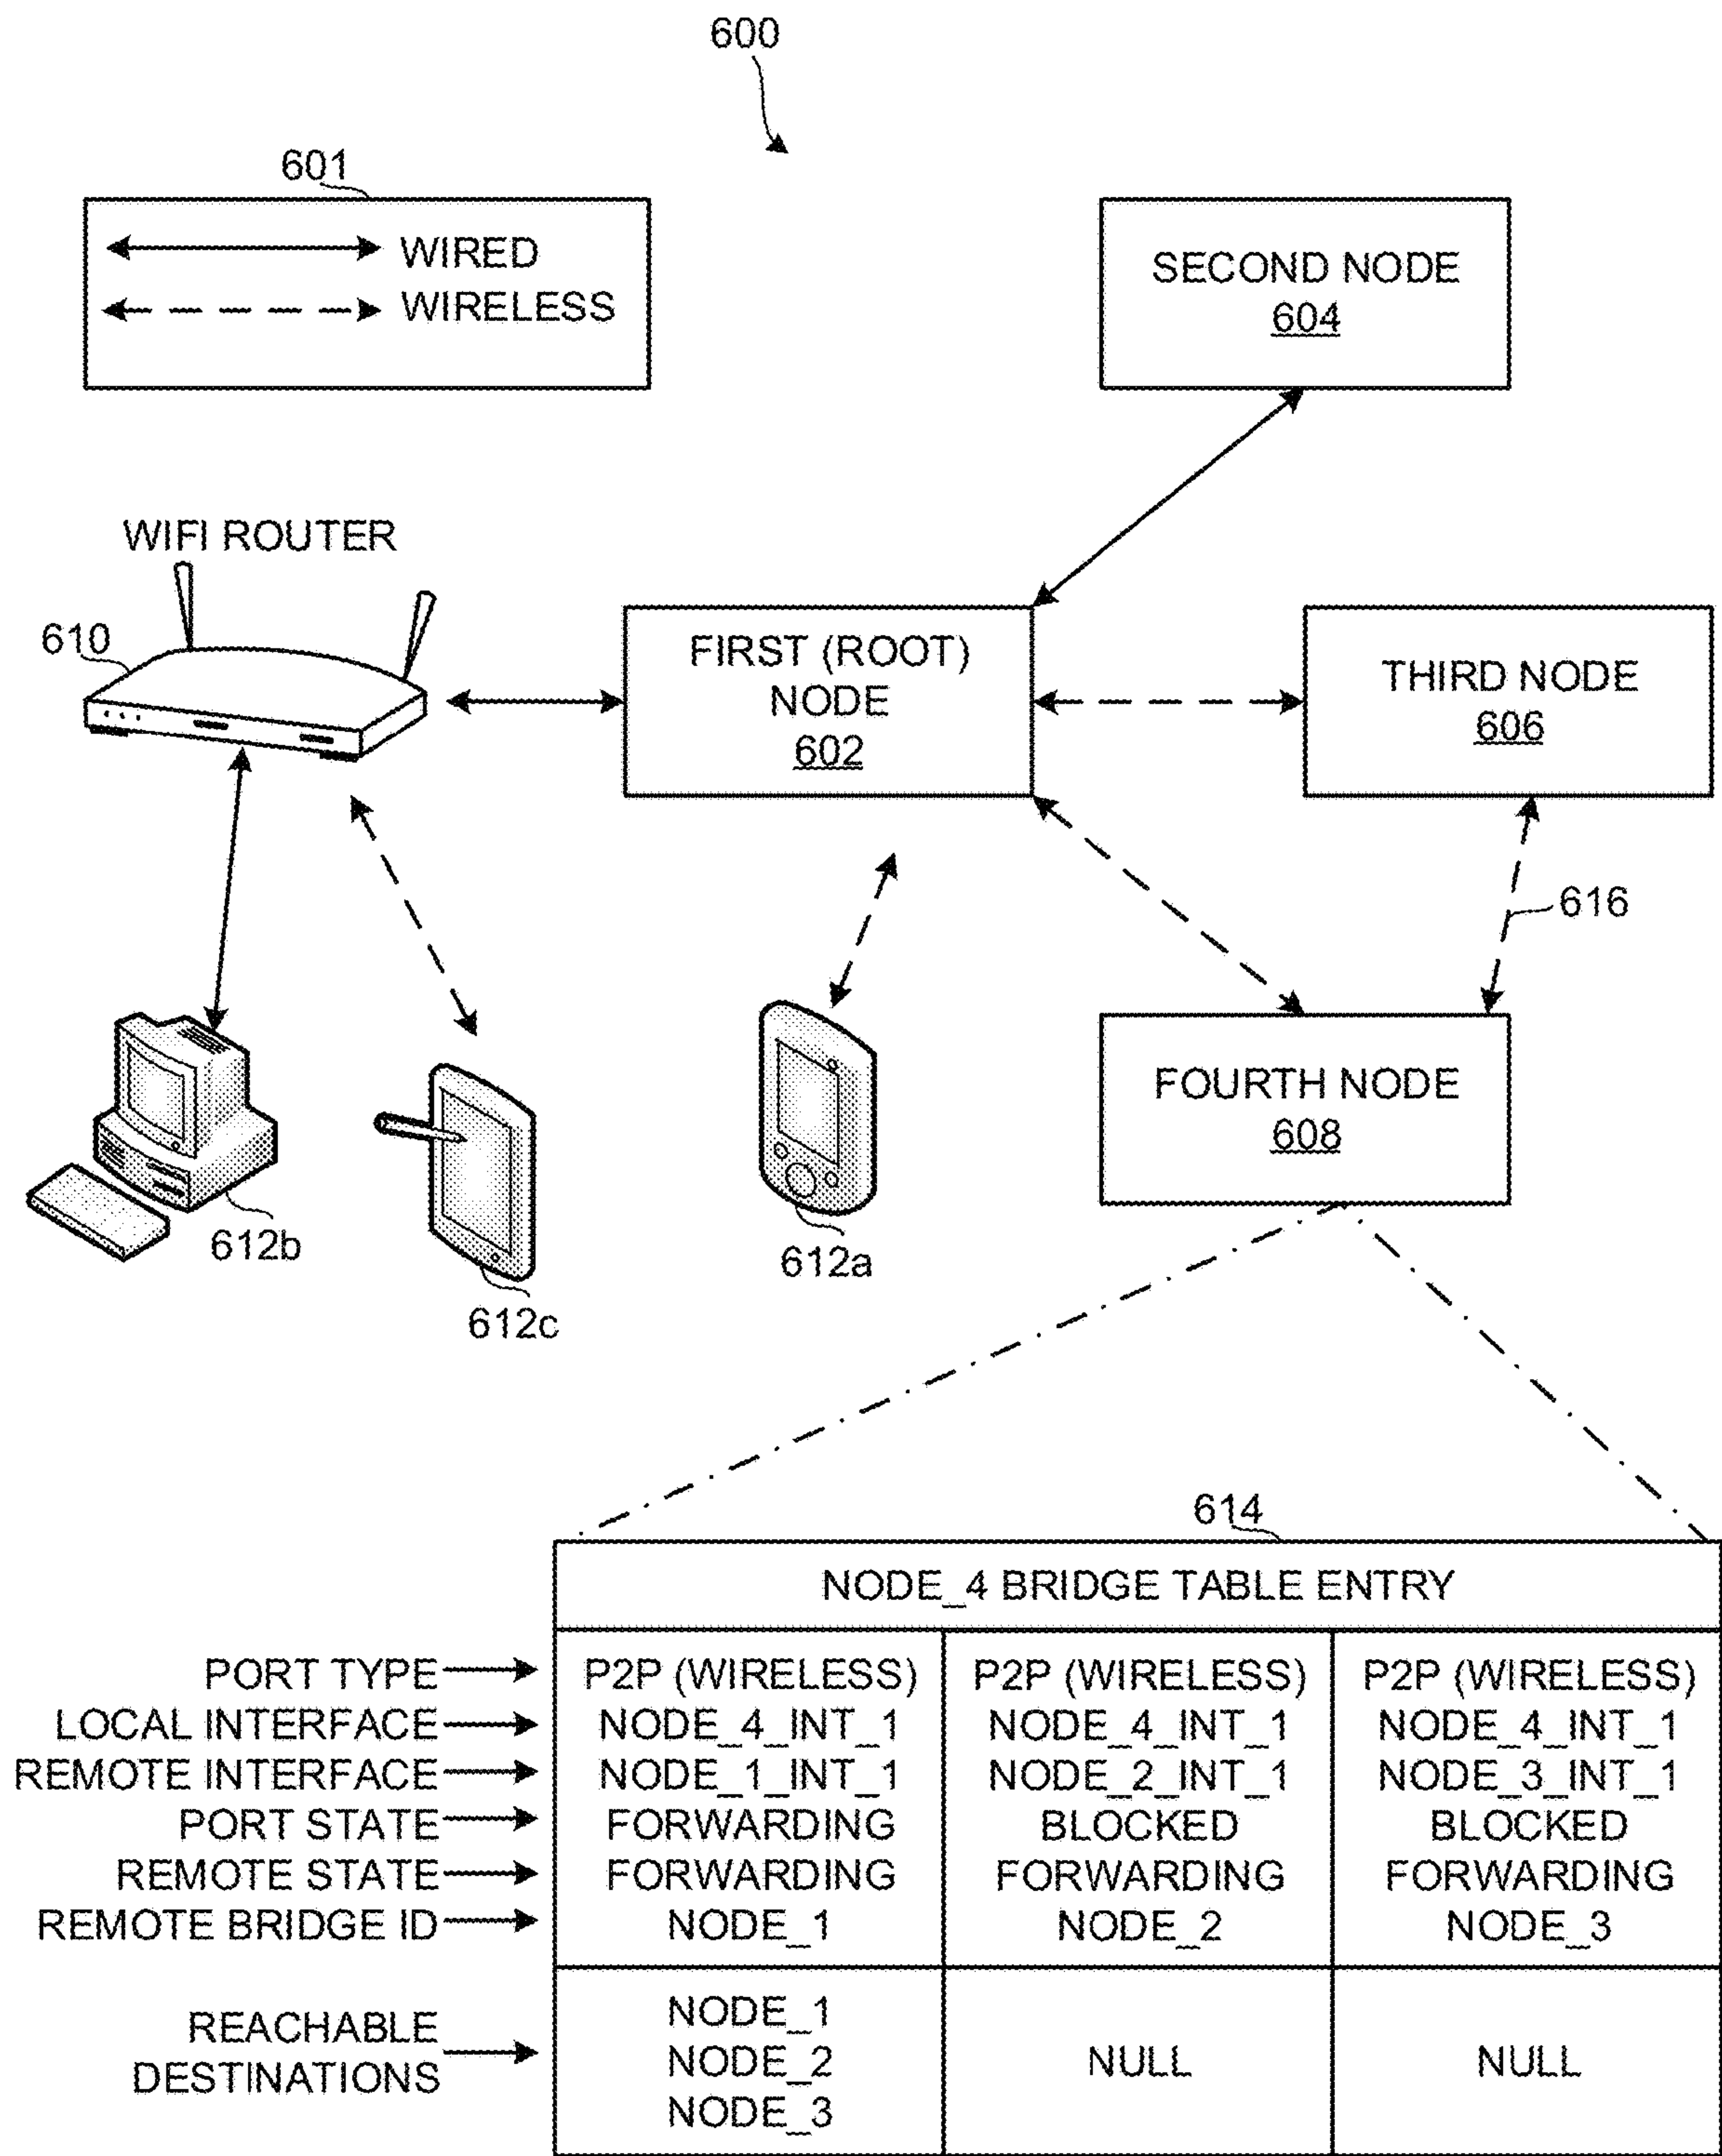 600
601
WIRED
WIRELESS
SECOND NODE
604
WIFI ROUTER
610
FIRST (ROOT)
NODE
602
THIRD NODE
606
616
FOURTH NODE
608
612b
612c
612a
614
NODE_4 BRIDGE TABLE ENTRY
PORT TYPE P2P (WIRELESS) P2P (WIRELESS) P2P (WIRELESS)
LOCAL INTERFACE NODE_4_INT_1 NODE_4_INT_1 NODE_4_INT_1
REMOTE INTERFACE NODE_1_INT_1 NODE_2_INT_1 NODE_3_INT_1
PORT STATE FORWARDING BLOCKED BLOCKED
REMOTE STATE FORWARDING FORWARDING FORWARDING
REMOTE BRIDGE ID NODE_1 NODE_2 NODE_3
REACHABLE
DESTINATIONS
NODE_1
NODE_2
NODE_3
NULL
NULL